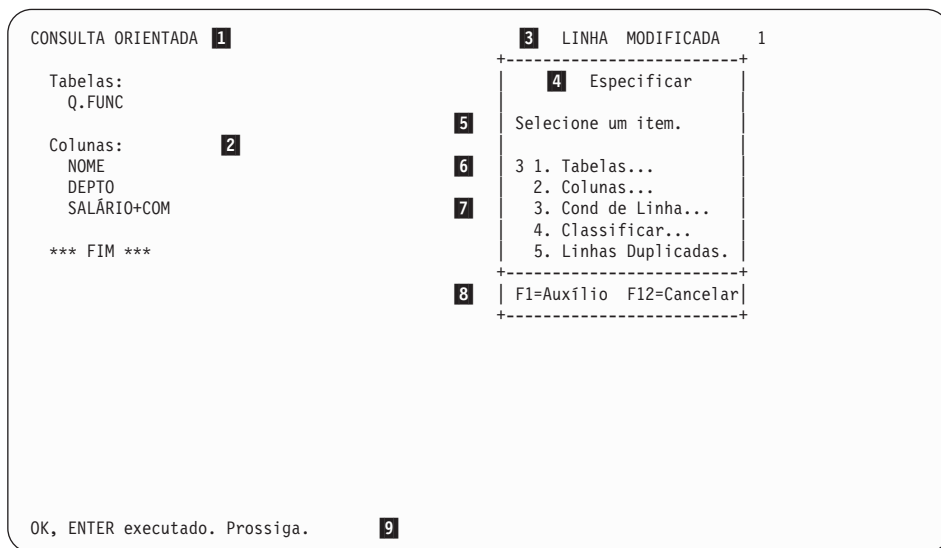 CONSULTA ORIENTADA 1 3 LINHA MODIFICADA 1
+-------------------------+
Tabelas: | 4 Especificar |
Q.FUNC | |
5 | Selecione um item. |
Colunas: 2 | |
NOME 6 | 3 1. Tabelas... |
DEPTO | 2. Colunas... |
SALÁRIO+COM 7 | 3. Cond de Linha... |
| 4. Classificar... |
*** FIM *** | 5. Linhas Duplicadas. |
+-------------------------+
8 | F1=Auxílio F12=Cancelar|
+-------------------------+
OK, ENTER executado. Prossiga. 9